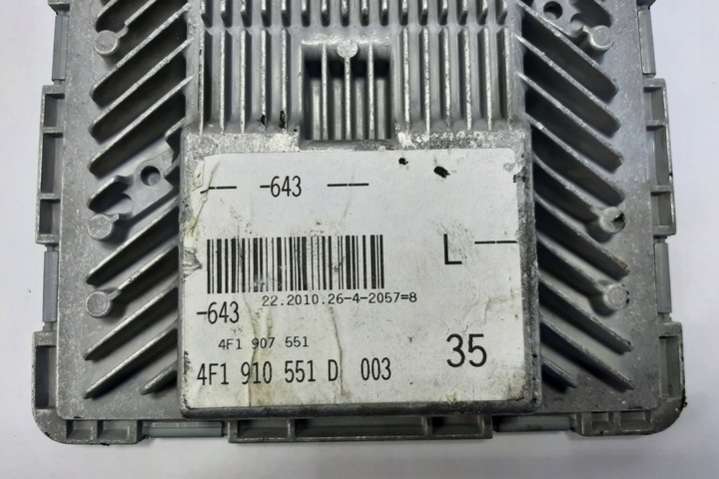 -- -643 --
L --
22.2010.26-4-2057=8
-643
4F1 907 551
35
4F1 910 551 D 003